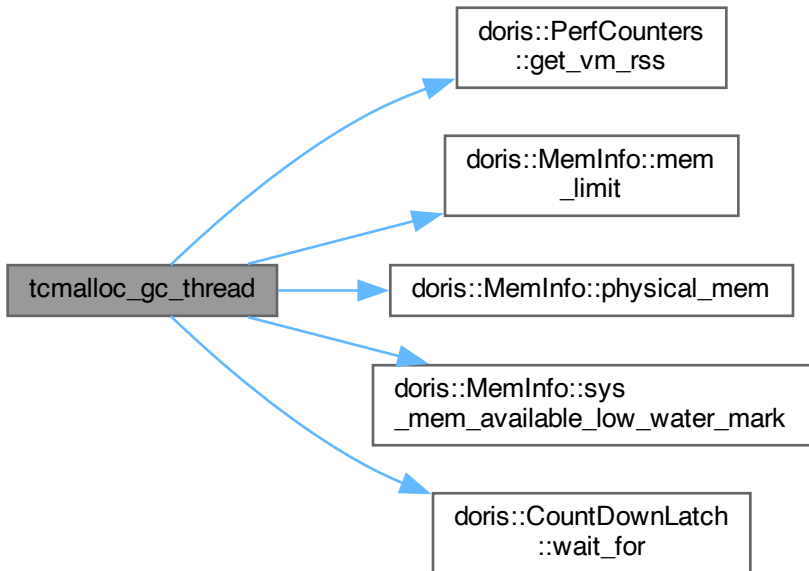 doris::PerfCounters
::get_vm_rss
doris::MemInfo::mem
_limit
tcmalloc_gc_thread
doris::MemInfo::physical_mem
doris::MemInfo::sys
_mem_available_low_water_mark
doris::CountDownLatch
::wait_for